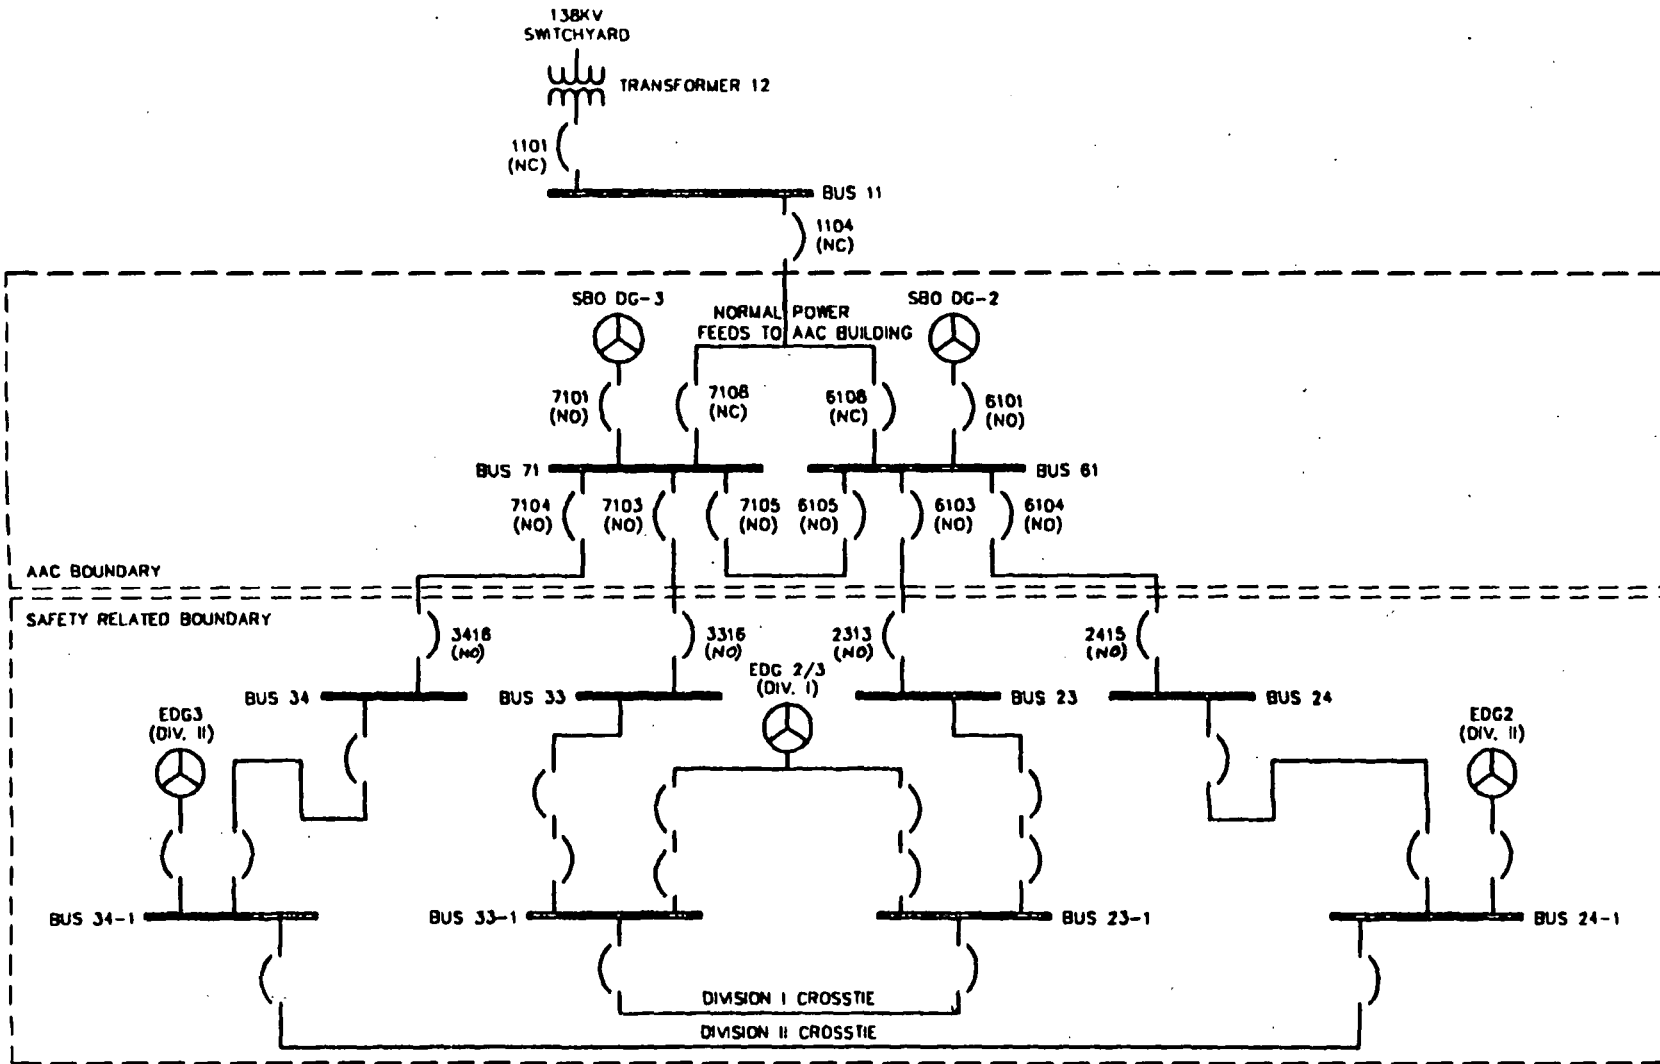 138KV
SWITCHYARD
TRANSFORMER 12
1101
(NC)
BUS 11
1104
(NC)
SBO DG-3
NORMAL POWER
FEEDS TO AAC BUILDING
SBO DG-2
7101
(NO)
7108
(NC)
6108
(NC)
6101
(NO)
BUS 71
BUS 61
7104
(NO)
7103
(NO)
7105
(NO)
6105
(NO)
6103
(NO)
6104
(NO)
AAC BOUNDARY
SAFETY RELATED BOUNDARY
3418
(NO)
3316
(NO)
2313
(NO)
2415
(NO)
EDG 2/3
(DIV. I)
BUS 34
BUS 33
BUS 23
BUS 24
EDG3
(DIV. II)
EDG2
(DIV. II)
BUS 34-1
BUS 33-1
BUS 23-1
BUS 24-1
DIVISION I CROSSTIE
DIVISION II CROSSTIE